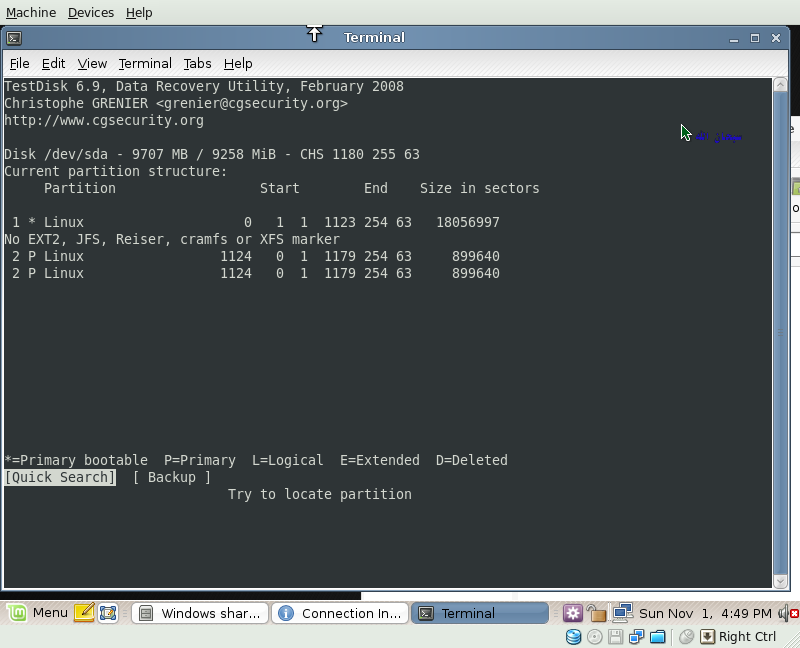 Machine Devices Help
Terminal
File Edit View Terminal Tabs Help
TestDisk 6.9, Data Recovery Utility, February 2008
Christophe GRENIER <grenier@cgsecurity.org>
http://www.cgsecurity.org
سبحان الله
Disk /dev/sda - 9707 MB / 9258 MiB - CHS 1180 255 63
Current partition structure:
Partition Start End Size in sectors
1 * Linux 0 1 1 1123 254 63 18056997
No EXT2, JFS, Reiser, cramfs or XFS marker
2 P Linux 1124 0 1 1179 254 63 899640
2 P Linux 1124 0 1 1179 254 63 899640
*=Primary bootable P=Primary L=Logical E=Extended D=Deleted
[Quick Search] [ Backup ]
Try to locate partition
Menu Windows shar... Connection In... Terminal Sun Nov 1, 4:49 PM
Right Ctrl